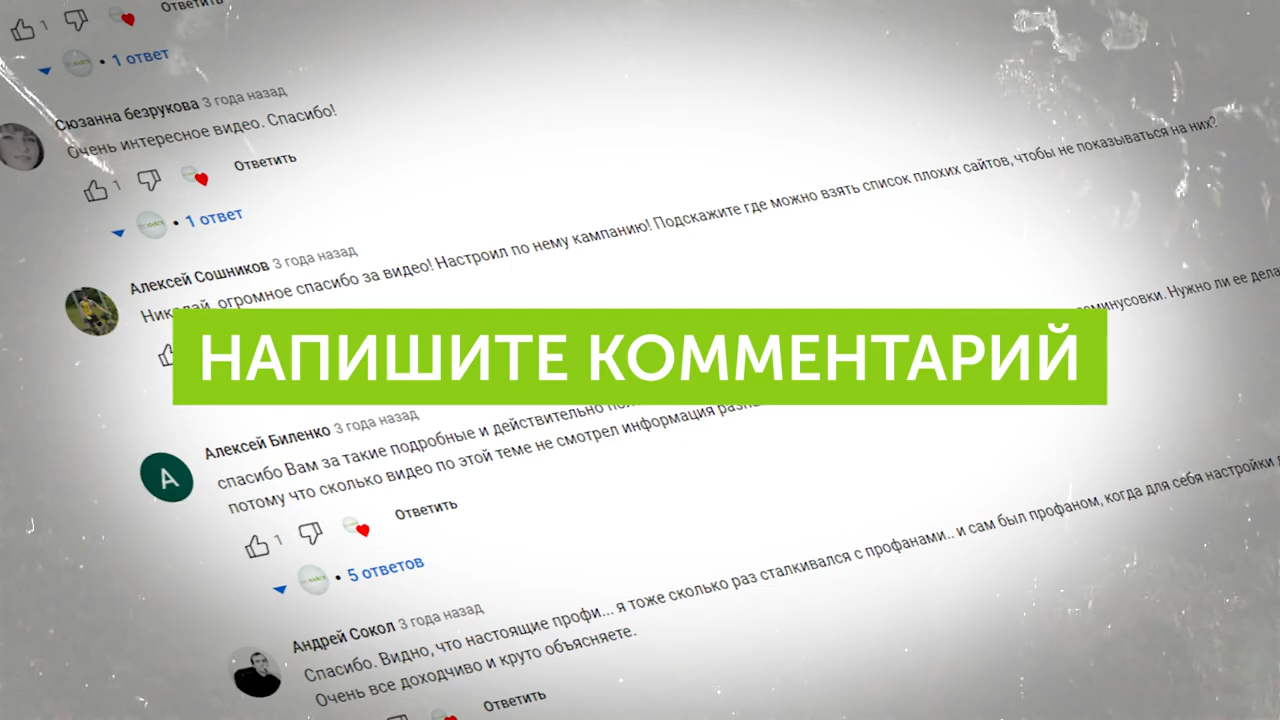 1
Ответить
1 ответ
Сюзанна безрукова 3 года назад
Очень интересное видео. Спасибо!
1
Ответить
1 ответ
Алексей Сошников 3 года назад
Николай, огромное спасибо за видео! Настроил по нему кампанию! Подскажите где можно взять список плохих сайтов, чтобы не показываться на них?
НАПИШИТЕ КОММЕНТАРИЙ
Нужно ли ее
Алексей Биленко 3 года назад
спасибо Вам за такие подробные и действительно
потому что сколько видео по этой теме не смотрел информация
1
Ответить
5 ответов
Андрей Сокол 3 года назад
Спасибо. Видно, что настоящие профи... я тоже сколько раз сталкивался с профанами.. и сам был профаном, когда для себя настройки
Очень все доходчиво и круто объясняете.
Ответить